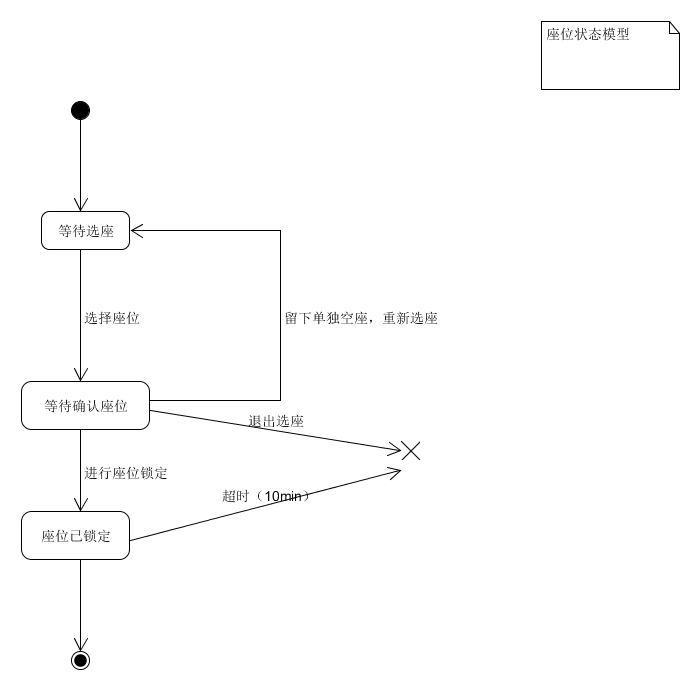 座位状态模型
等待选座
选择座位
留下单独空座，重新选座
等待确认座位
退出选座
进行座位锁定
超时（10min）
座位已锁定